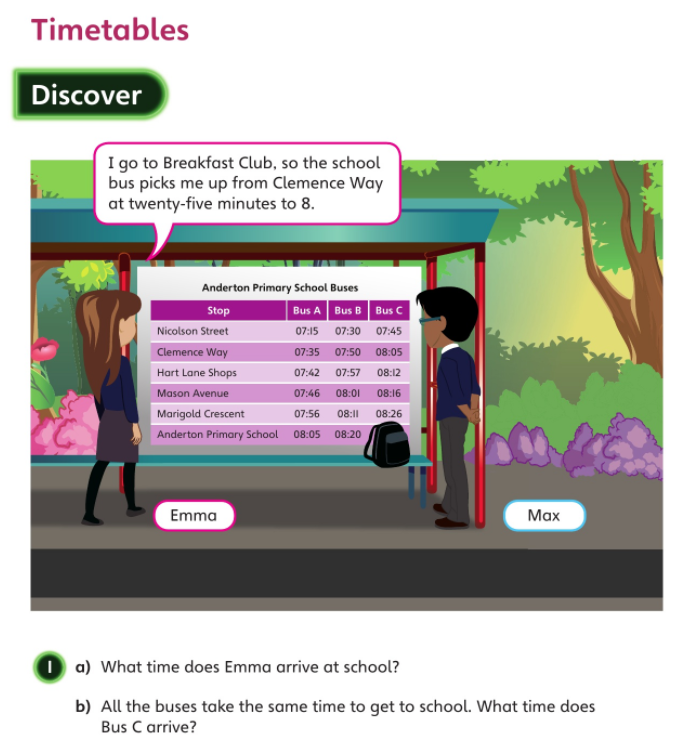 Timetables
Discover
I go to Breakfast Club, so the school
bus picks me up from Clemence Way
at twenty-five minutes to 8.
Anderton Primary School Buses
Stop Bus A Bus B Bus C
Nicolson Street 07:15 07:30 07:45
Clemence Way 07:35 07:50 08:05
Hart Lane Shops 07:42 07:57 08:12
Mason Avenue 07:46 08:01 08:16
Marigold Crescent 07:56 08:11 08:26
Anderton Primary School 08:05 08:20
Emma
Max
1 a) What time does Emma arrive at school?
b) All the buses take the same time to get to school. What time does
Bus C arrive?